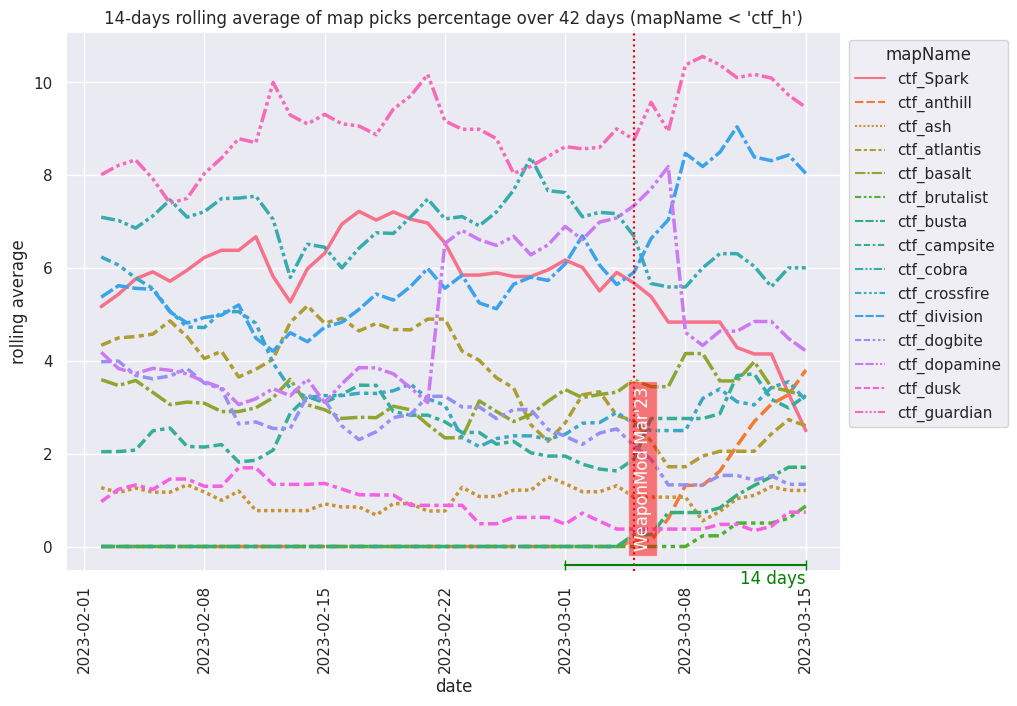 14-days rolling average of map picks percentage over 42 days (mapName < 'ctf_h')
rolling average
10
8
6
4
2
0
WeaponMod Mar'23
14 days
2023-02-01
2023-02-08
2023-02-15
2023-02-22
2023-03-01
2023-03-08
2023-03-15
date
mapName
ctf_Spark
ctf_anthill
ctf_ash
ctf_atlantis
ctf_basalt
ctf_brutalist
ctf_busta
ctf_campsite
ctf_cobra
ctf_crossfire
ctf_division
ctf_dogbite
ctf_dopamine
ctf_dusk
ctf_guardian